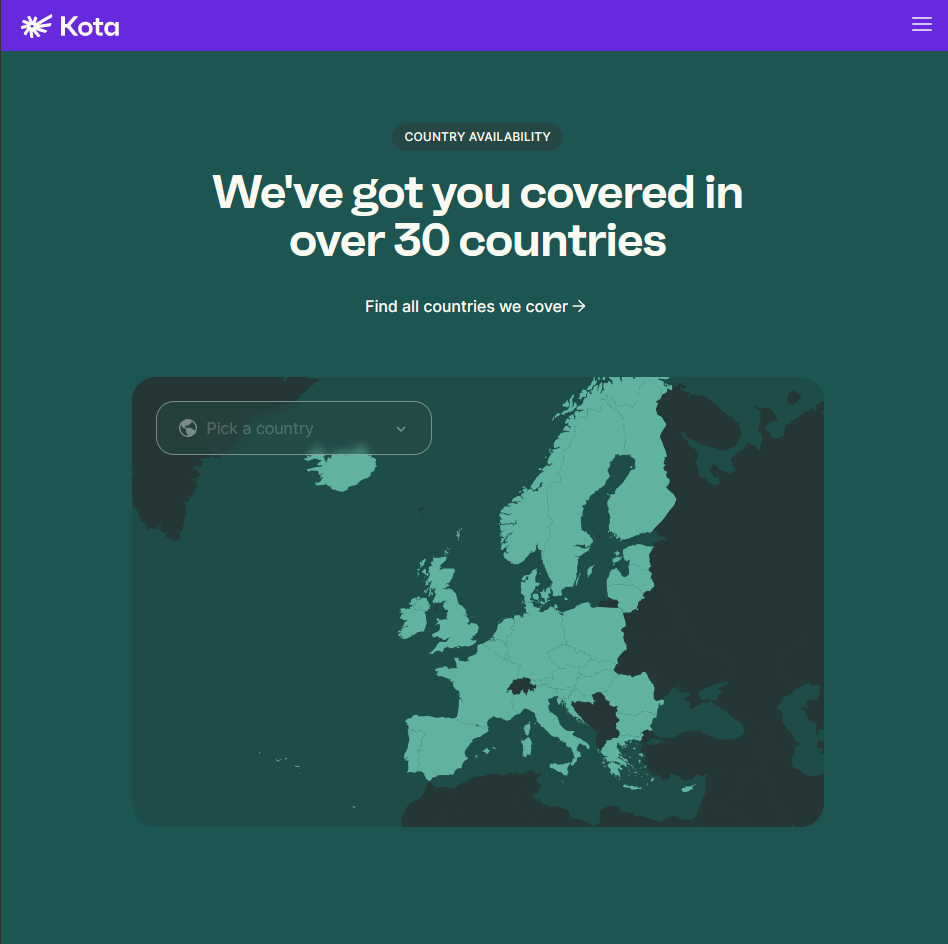 Kota
COUNTRY AVAILABILITY
We've got you covered in
over 30 countries
Find all countries we cover →
Pick a country